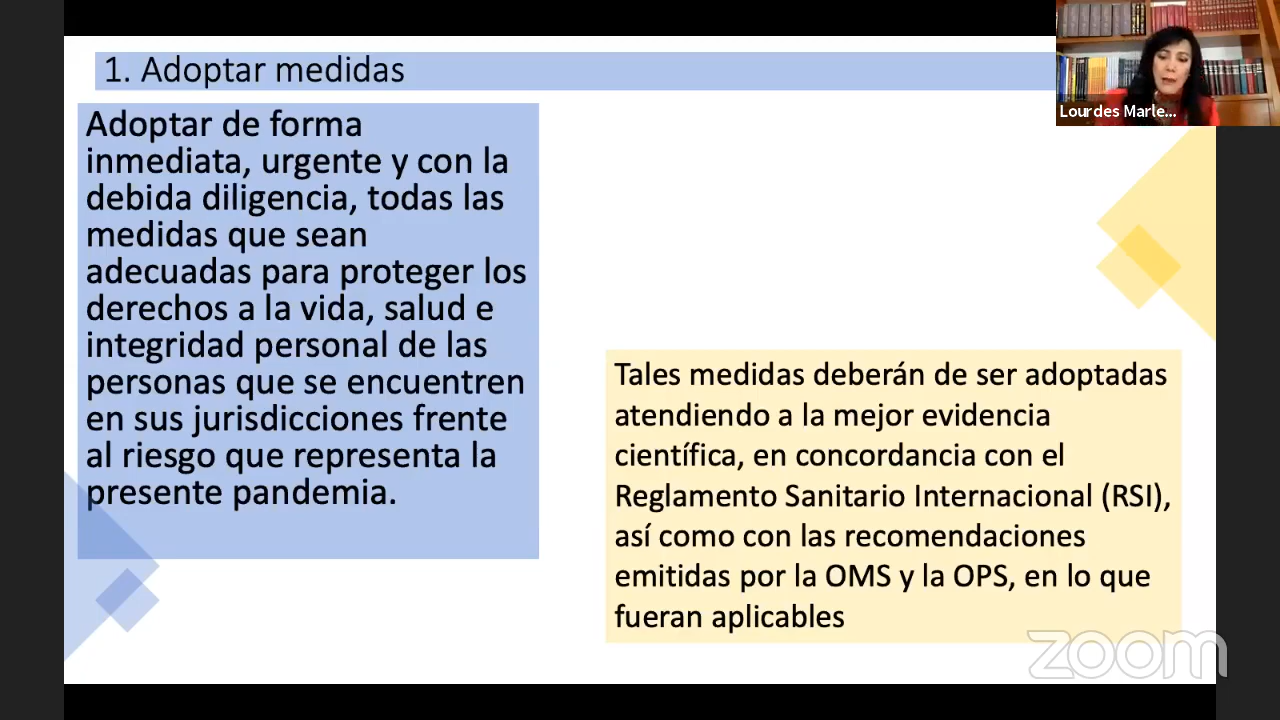 1. Adoptar medidas
Adoptar de forma
inmediata, urgente y con la
debida diligencia, todas las
medidas que sean
adecuadas para proteger los
derechos a la vida, salud e
integridad personal de las
personas que se encuentren
en sus jurisdicciones frente
al riesgo que representa la
presente pandemia.
Tales medidas deberán de ser adoptadas
atendiendo a la mejor evidencia
científica, en concordancia con el
Reglamento Sanitario Internacional (RSI),
así como con las recomendaciones
emitidas por la OMS y la OPS, en lo que
fueran aplicables
Lourdes Marle...
zoom